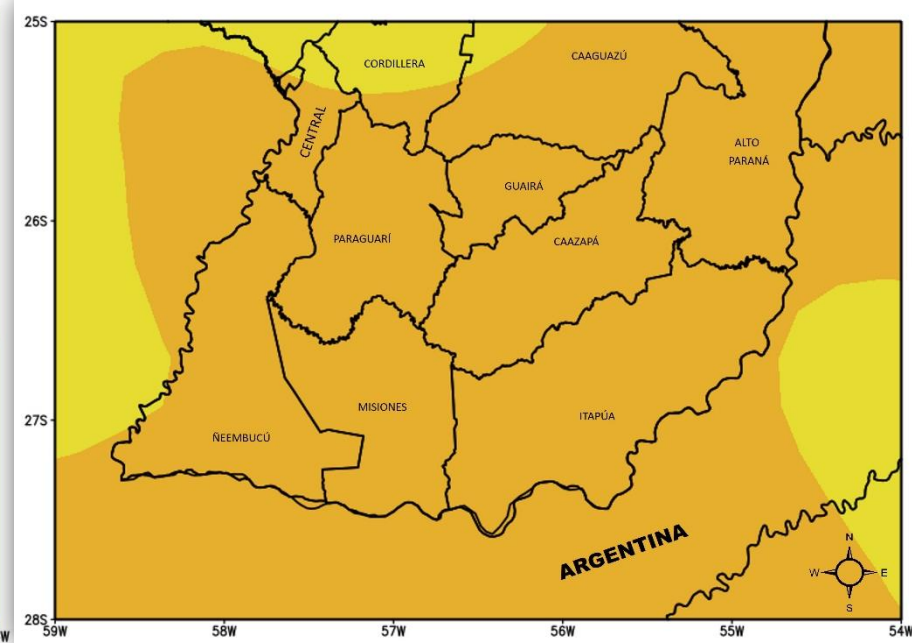 25S
CORDILLERA
CAAGUAZÚ
CENTRAL
ALTO
PARANÁ
GUAIRÁ
26S
PARAGUARÍ
CAAZAPÁ
27S
MISIONES
ITAPÚA
ÑEEMBUCÚ
ARGENTINA
N
W
E
S
28S
W
59W
58W
57W
56W
55W
54W